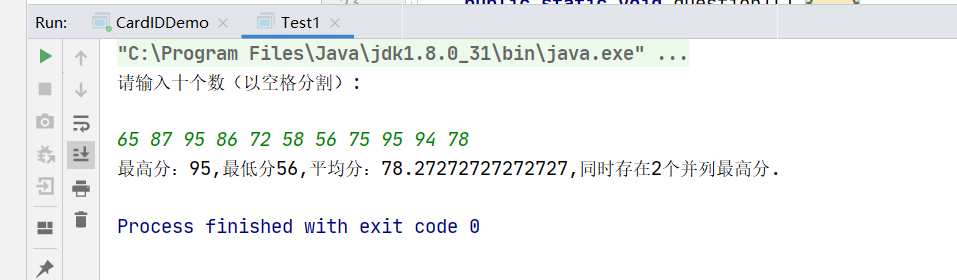 public static void question()
Run: CardIDDemo × Test1 ×
"C:\Program Files\Java\jdk1.8.0_31\bin\java.exe" ...
请输入十个数（以空格分割）:
65 87 95 86 72 58 56 75 95 94 78
最高分：95,最低分56,平均分：78.27272727272727,同时存在2个并列最高分.
Process finished with exit code 0